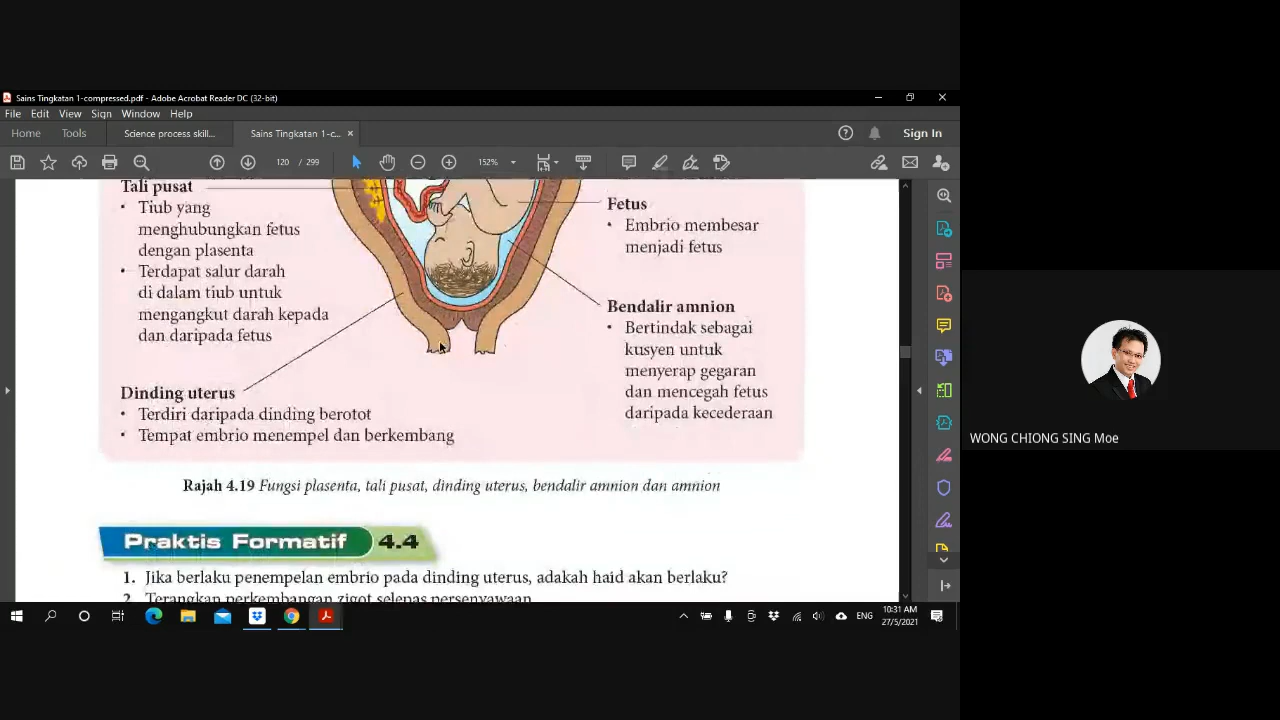 Sains Tingkatan 1-compressed.pdf - Adobe Acrobat Reader DC (32-bit)
File Edit View Sign Window Help
Home Tools Science process skill... Sains Tingkatan 1-c... × Sign In
120 / 299 152%
Tali pusat
• Tiub yang
menghubungkan fetus
dengan plasenta
• Terdapat salur darah
di dalam tiub untuk
mengangkut darah kepada
dan daripada fetus
Dinding uterus
• Terdiri daripada dinding berotot
• Tempat embrio menempel dan berkembang
Fetus
• Embrio membesar
menjadi fetus
Bendalir amnion
• Bertindak sebagai
kusyen untuk
menyerap gegaran
dan mencegah fetus
daripada kecederaan
Rajah 4.19 Fungsi plasenta, tali pusat, dinding uterus, bendalir amnion dan amnion
Praktis Formatif 4.4
1. Jika berlaku penempelan embrio pada dinding uterus, adakah haid akan berlaku?
2. Terangkan perkembangan zigot selepas persenyawaan
ENG
10:31 AM
27/5/2021
WONG CHIONG SING Moe